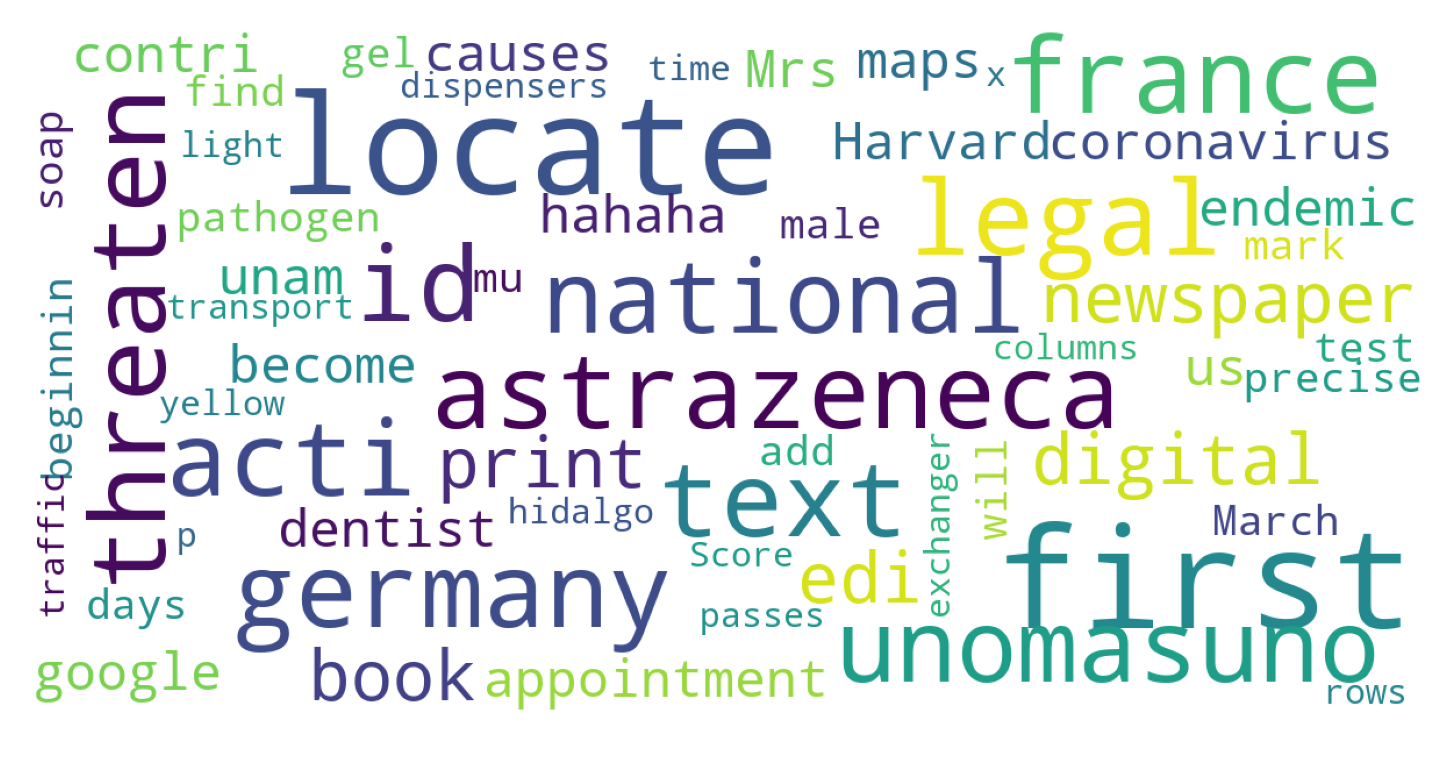 contri
gel
causes
time
Mrs
maps
x
france
find
dispensers
soap
threaten
light
locate
Harvard
coronavirus
pathogen
hahaha
male
legal
endemic
mark
unam
id
mu
national
newspaper
transport
beginnin
become
astrazeneca
columns
us
test
precise
yellow
acti
print
add
text
digital
traffic
p
dentist
hidalgo
exchanger
will
March
Score
first
germany
edi
days
passes
unomasuno
google
book
appointment
rows